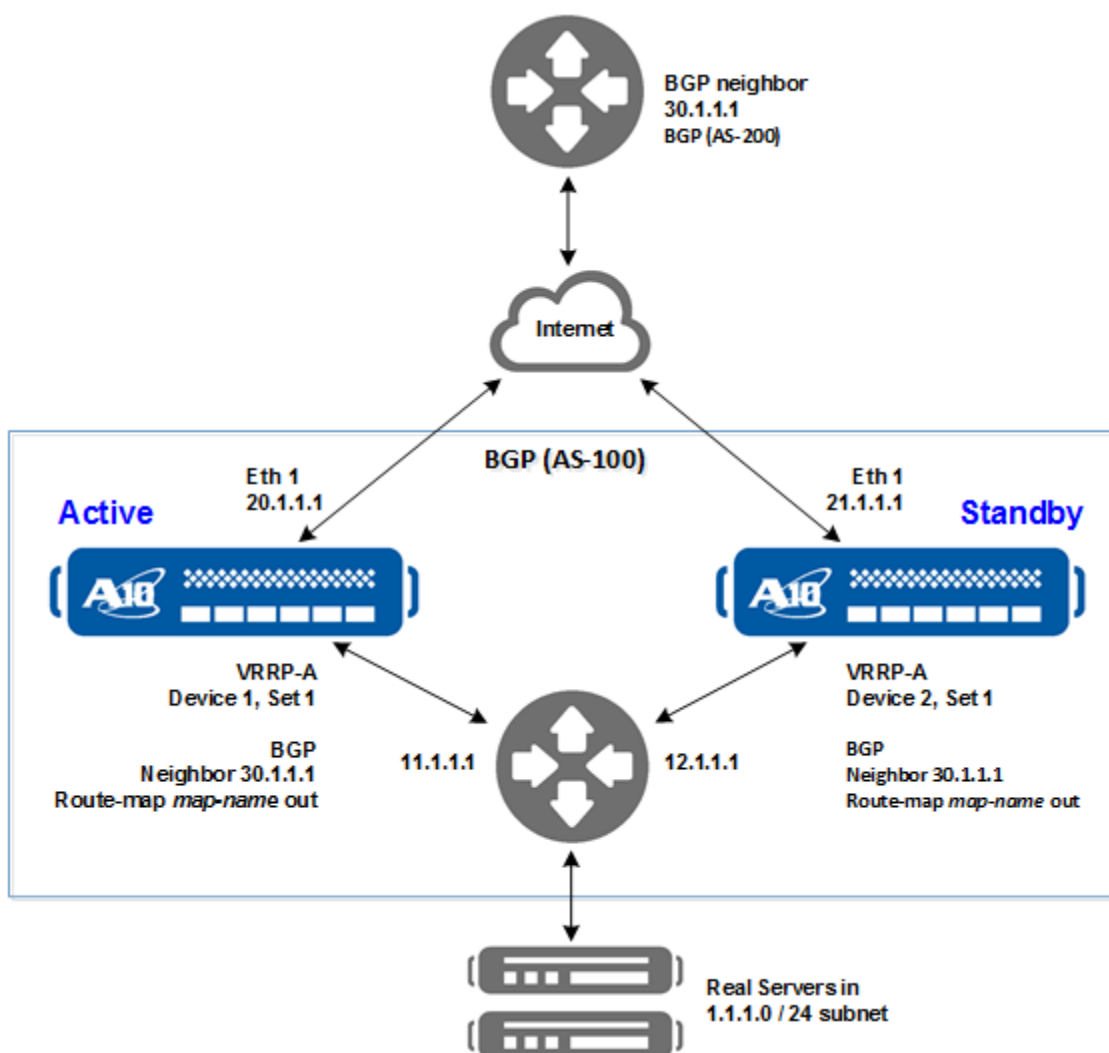 BGP neighbor
30.1.1.1
BGP (AS-200)
Internet
BGP (AS-100)
Eth 1
20.1.1.1
Eth 1
21.1.1.1
Active
Standby
A10
A10
VRRP-A
Device 1, Set 1
VRRP-A
Device 2, Set 1
BGP
Neighbor 30.1.1.1
Route-map map-name out
11.1.1.1
12.1.1.1
BGP
Neighbor 30.1.1.1
Route-map map-name out
Real Servers in
1.1.1.0 / 24 subnet